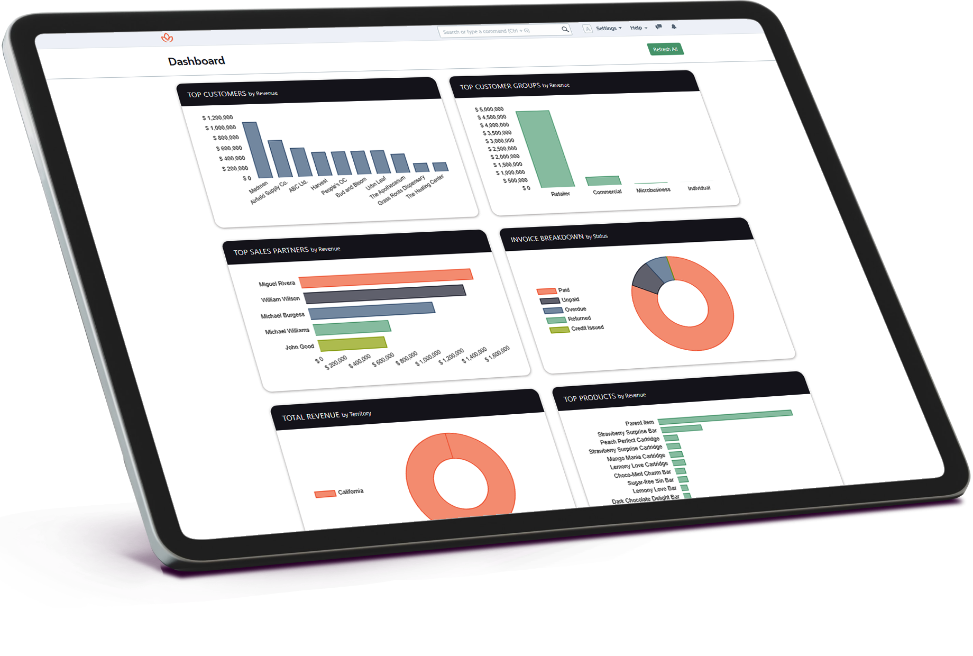 Search or type a command (Ctrl + G)
Settings
Help
Dashboard
Refresh All
TOP CUSTOMERS by Revenue
$ 1,200,000
$ 1,000,000
$ 800,000
$ 600,000
$ 400,000
$ 200,000
$ 0
Medmen
Airfield Supply Co.
ABC Ltd.
Harvest
People's OC
Bud and Bloom
Urbn Leaf
The Apothecarium
Grass Roots Dispensary
The Healing Center
TOP CUSTOMER GROUPS by Revenue
$ 5,000,000
$ 4,500,000
$ 4,000,000
$ 3,500,000
$ 3,000,000
$ 2,500,000
$ 2,000,000
$ 1,500,000
$ 1,000,000
$ 500,000
$ 0
Retailer
Commercial
Microbusiness
Individual
TOP SALES PARTNERS by Revenue
Miguel Rivera
William Wilson
Michael Burgess
Michael Williams
John Good
$ 0
$ 200,000
$ 400,000
$ 600,000
$ 800,000
$ 1,000,000
$ 1,200,000
$ 1,400,000
$ 1,600,000
INVOICE BREAKDOWN by Status
Paid
Unpaid
Overdue
Returned
Credit Issued
TOTAL REVENUE by Territory
California
TOP PRODUCTS by Revenue
Parent Item
Strawberry Surprise Bar
Peach Perfect Cartridge
Strawberry Surprise Cartridge
Mango Mania Cartridge
Lemony Love Cartridge
Choco-Med Charm Bar
Sugar-free Sin Bar
Lemony Love Bar
Dark Chocolate Delight Bar